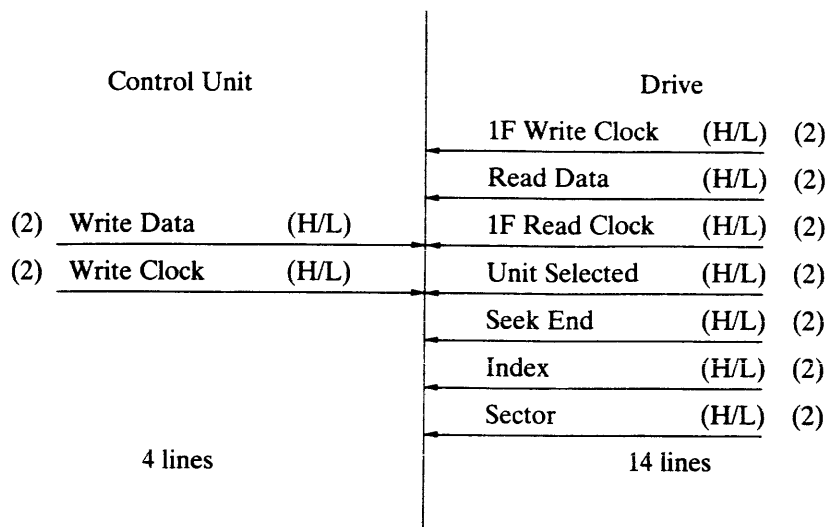 Control Unit
Drive
1F Write Clock (H/L) (2)
Read Data (H/L) (2)
(2) Write Data (H/L)
1F Read Clock (H/L) (2)
(2) Write Clock (H/L)
Unit Selected (H/L) (2)
Seek End (H/L) (2)
Index (H/L) (2)
Sector (H/L) (2)
4 lines
14 lines